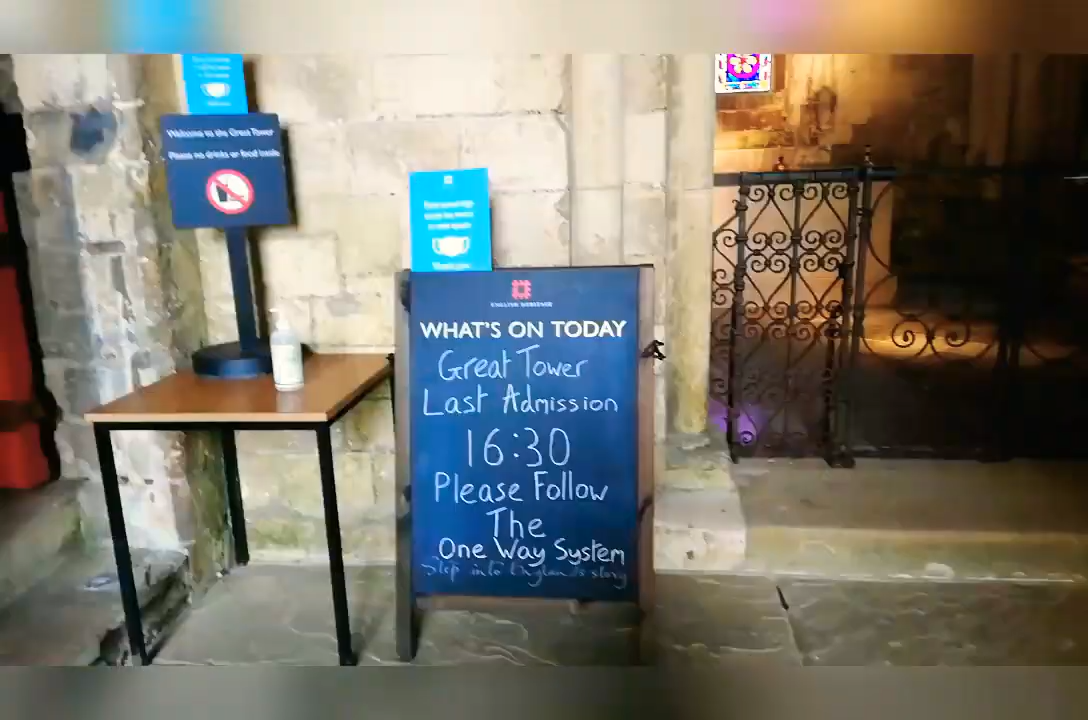 Welcome to the Great Tower
Please no drinks or food inside
ENGLISH HERITAGE
WHAT'S ON TODAY
Great Tower
Last Admission
16:30
Please Follow
The
One Way System
Step into England's story